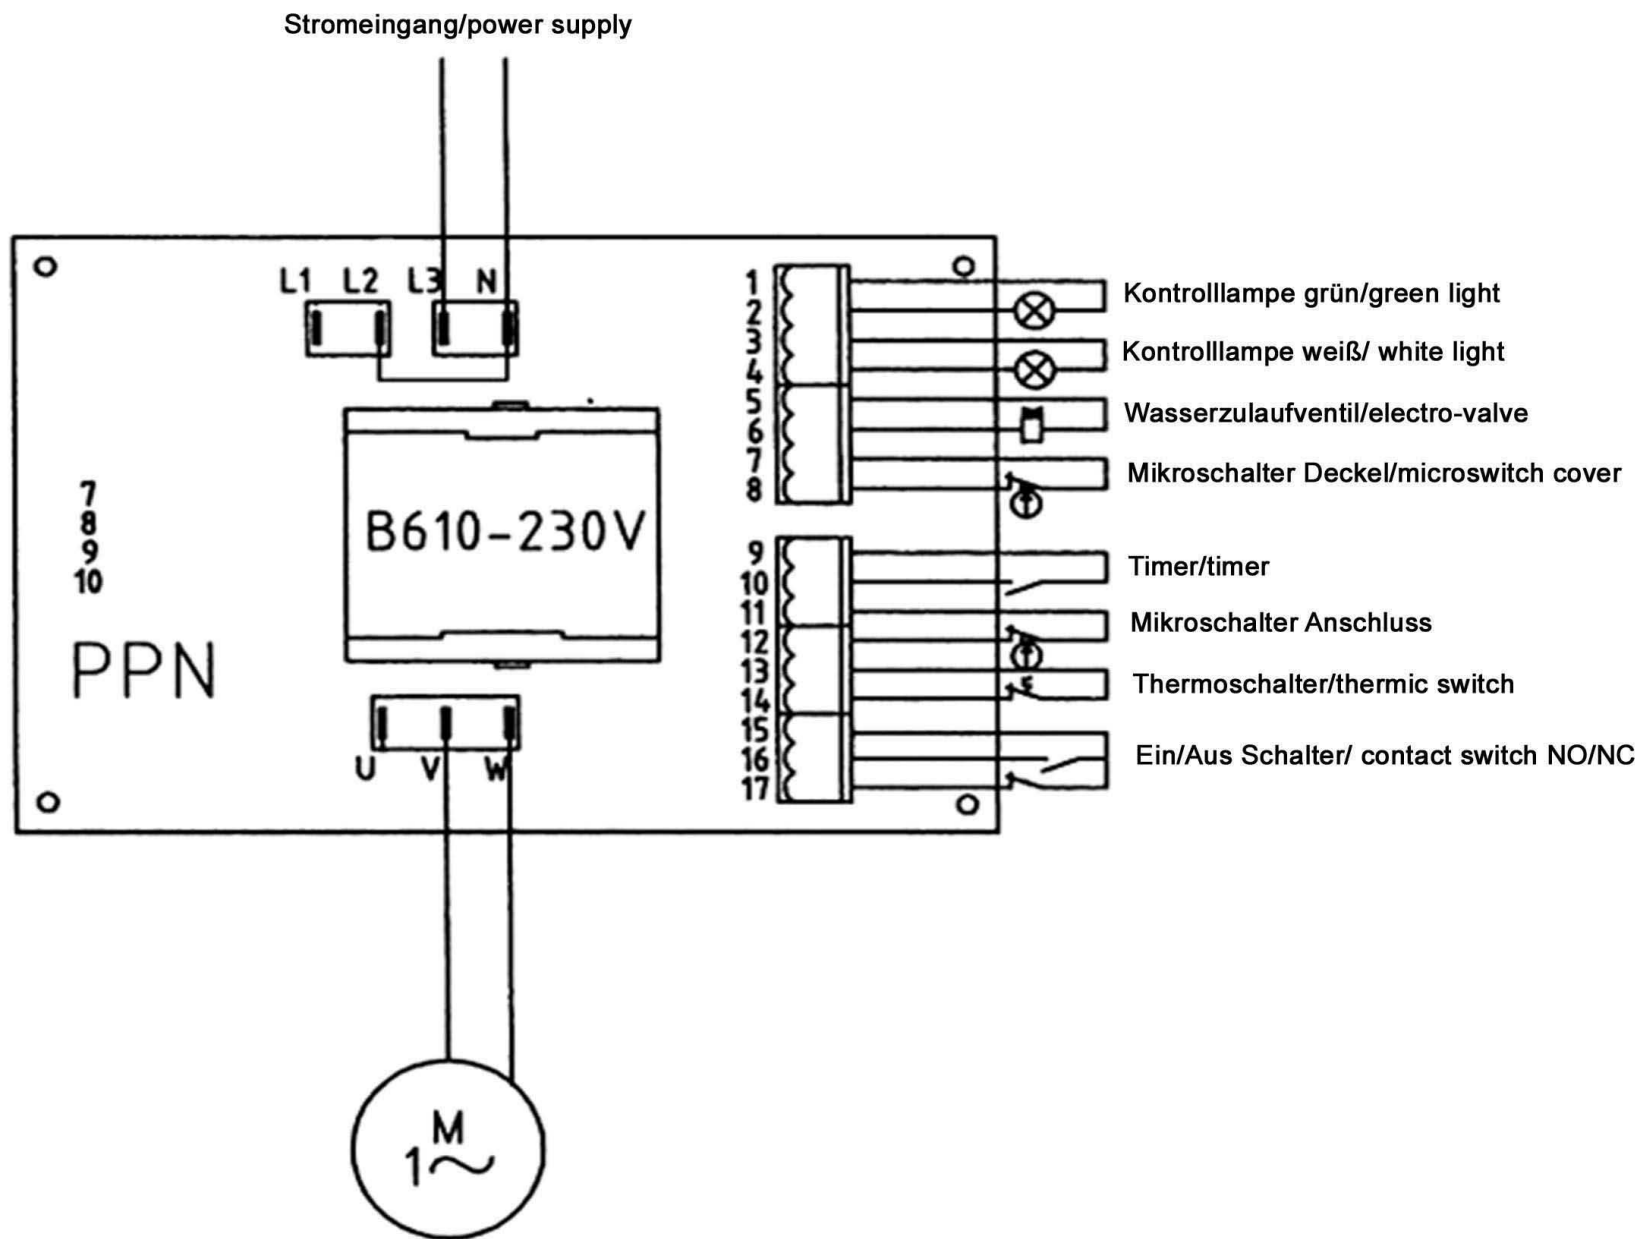 Stromeingang/power supply
L1 L2 L3 N
1
Kontrolllampe grün/green light
2
3
Kontrolllampe weiß/ white light
4
5
Wasserzulaufventil/electro-valve
6
7
Mikroschalter Deckel/microswitch cover
8
7
8
9
10
B610-230V
9
Timer/timer
10
11
Mikroschalter Anschluss
12
13
Thermoschalter/thermic switch
14
15
Ein/Aus Schalter/ contact switch NO/NC
16
17
PPN
U V W
M
1~